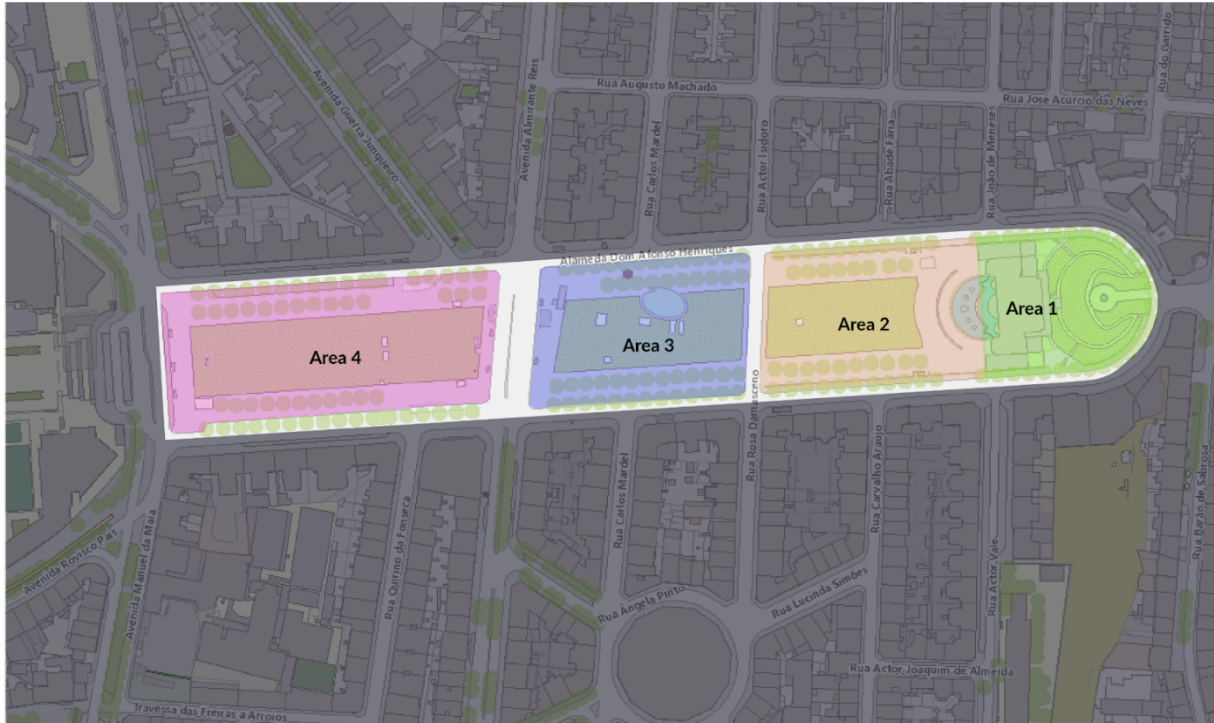 Rua do Garrido
Avenida Guerra Junqueiro
Avenida Almirante Reis
Rua Augusto Machado
Rua José Acurcio das Neves
Rua Carlos Mardel
Rua Actor Isidoro
Rua Abade Faria
Rua João de Meneses
Alameda Dom Afonso Henriques
Area 1
Area 2
Area 3
Area 4
Rua Rosa Damasceno
Rua Carlos Mardel
Rua Carvalho Araújo
Rua Barão de Sabrosa
Avenida Rovisco Pais
Avenida Manuel da Maia
Rua Quirino da Fonseca
Rua Ângela Pinto
Rua Lucinda Simões
Rua Actor Vale
Rua Actor Joaquim de Almeida
Travessa das Freiras a Arroios